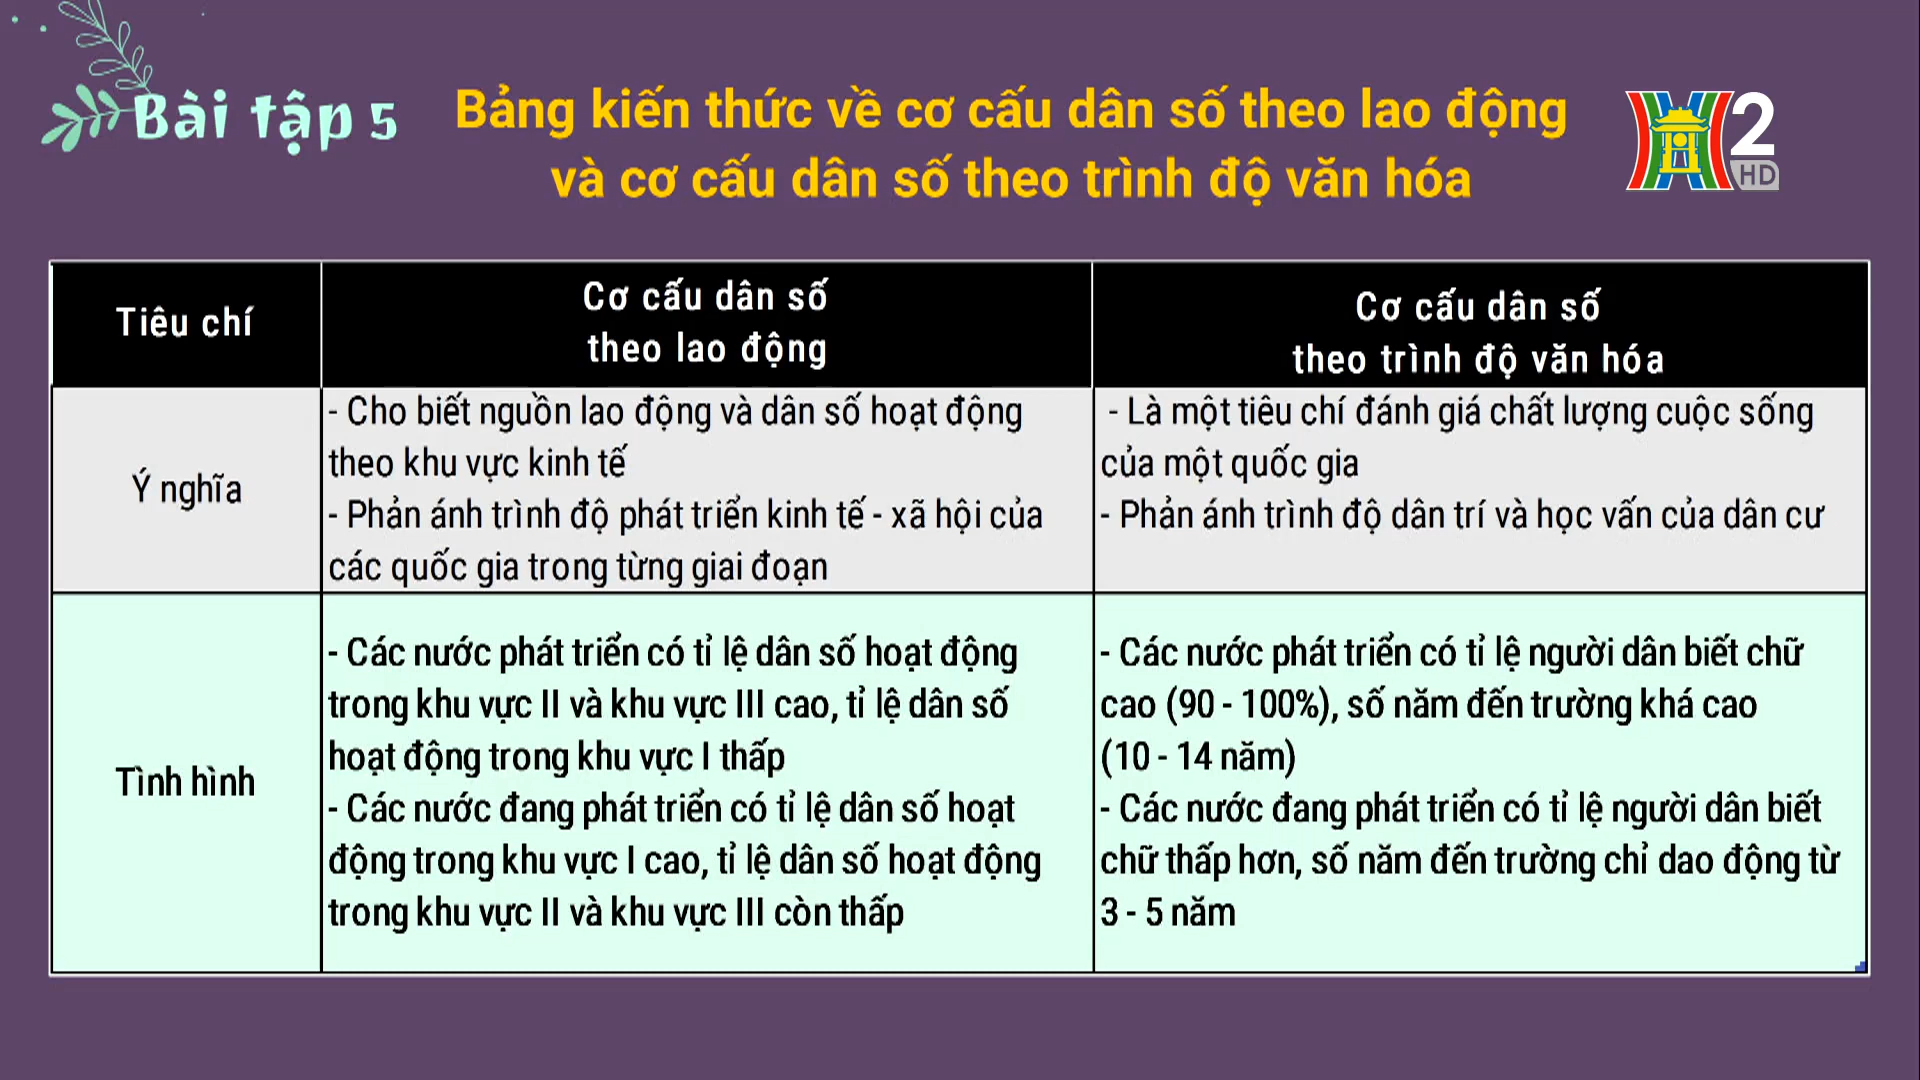 Bài tập 5
Bảng kiến thức về cơ cấu dân số theo lao động
và cơ cấu dân số theo trình độ văn hóa
2
HD
Tiêu chí
Cơ cấu dân số
theo lao động
Cơ cấu dân số
theo trình độ văn hóa
Ý nghĩa
- Cho biết nguồn lao động và dân số hoạt động
theo khu vực kinh tế
- Phản ánh trình độ phát triển kinh tế - xã hội của
các quốc gia trong từng giai đoạn
- Là một tiêu chí đánh giá chất lượng cuộc sống
của một quốc gia
- Phản ánh trình độ dân trí và học vấn của dân cư
Tình hình
- Các nước phát triển có tỉ lệ dân số hoạt động
trong khu vực II và khu vực III cao, tỉ lệ dân số
hoạt động trong khu vực I thấp
- Các nước đang phát triển có tỉ lệ dân số hoạt
động trong khu vực I cao, tỉ lệ dân số hoạt động
trong khu vực II và khu vực III còn thấp
- Các nước phát triển có tỉ lệ người dân biết chữ
cao (90 - 100%), số năm đến trường khá cao
(10 - 14 năm)
- Các nước đang phát triển có tỉ lệ người dân biết
chữ thấp hơn, số năm đến trường chỉ dao động từ
3 - 5 năm